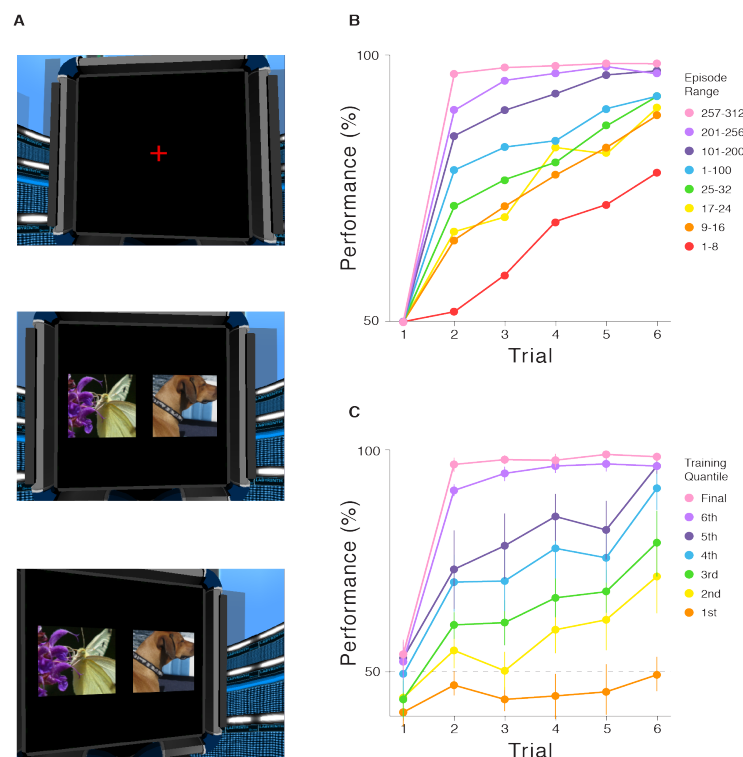 A
B
100
50
Performance (%)
1 2 3 4 5 6
Trial
Episode
Range
257-312
201-256
101-200
1-100
25-32
17-24
9-16
1-8
C
100
50
Performance (%)
1 2 3 4 5 6
Trial
Training
Quantile
Final
6th
5th
4th
3rd
2nd
1st